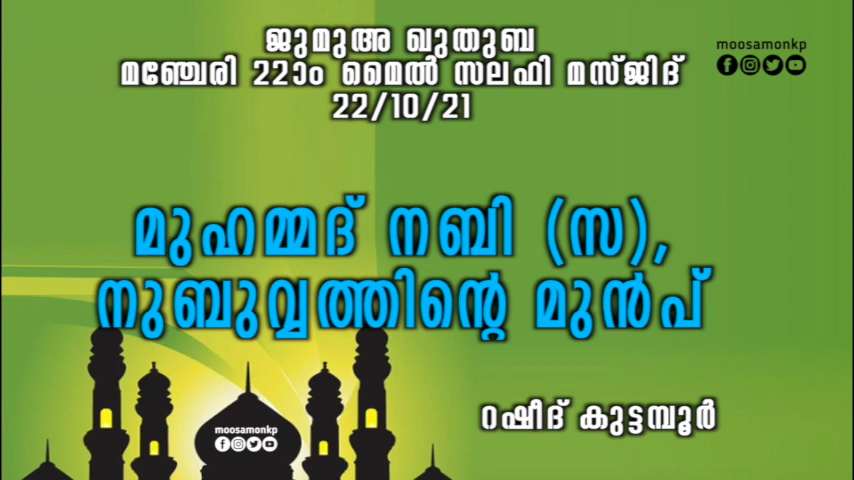 ജുമുഅ ഖുതുബ
മഞ്ചേരി 22ാം മൈൽ സലഫി മസ്ജിദ്
22/10/21
moosamonkp
മുഹമ്മദ് നബി (സ),
നുബുവ്വത്തിന്റെ മുൻപ്
റഷീദ് കുട്ടമ്പൂർ
moosamonkp